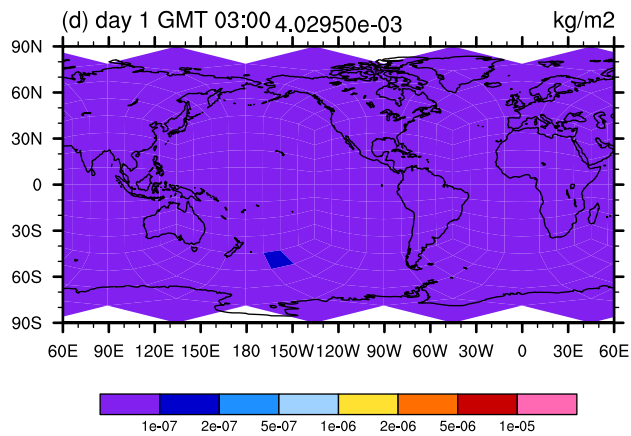 (d) day 1 GMT 03:00 4.02950e-03 kg/m2
90N
60N
30N
0
30S
60S
90S
60E 90E 120E 150E 180 150W 120W 90W 60W 30W 0 30E 60E
1e-07 2e-07 5e-07 1e-06 2e-06 5e-06 1e-05